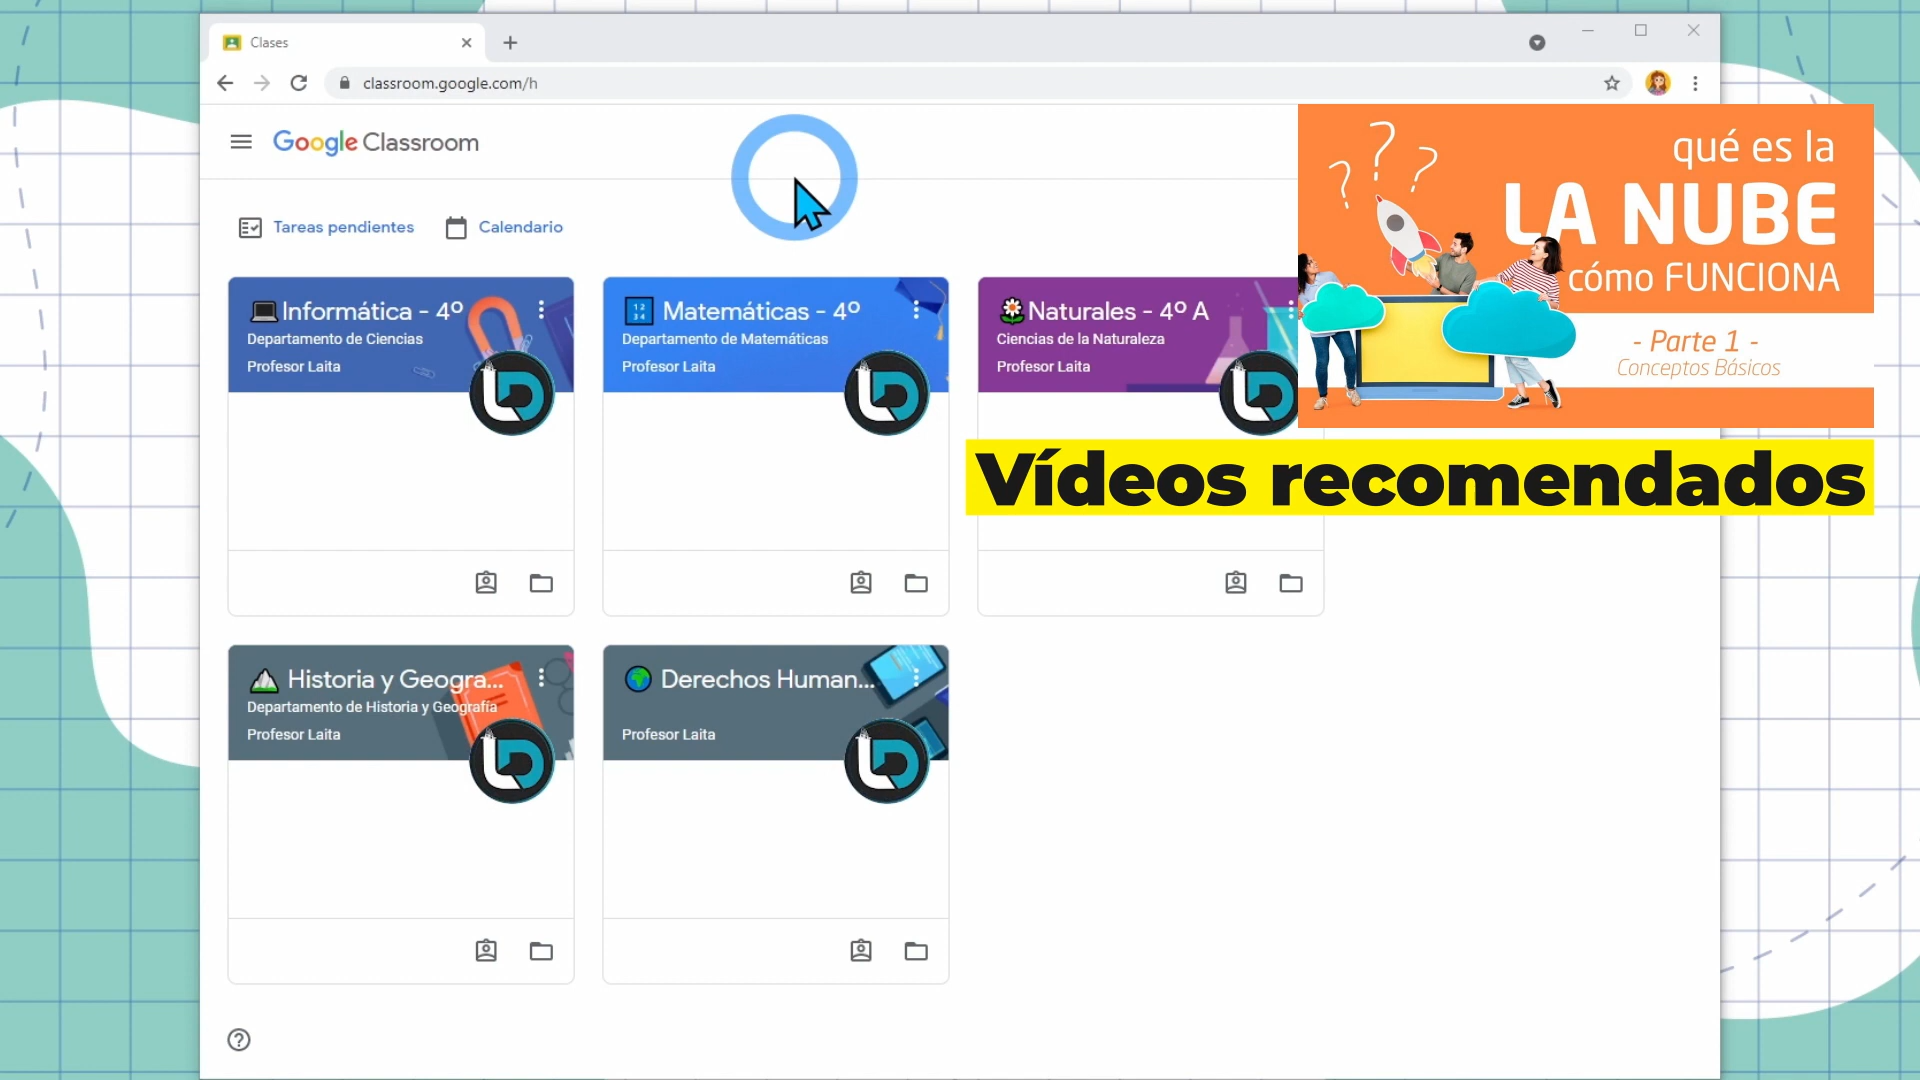 Clases
classroom.google.com/h
Google Classroom
Tareas pendientes
Calendario
Informática - 4º
Departamento de Ciencias
Profesor Laita
Matemáticas - 4º
Departamento de Matemáticas
Profesor Laita
Naturales - 4º A
Ciencias de la Naturaleza
Profesor Laita
qué es la
LA NUBE
cómo FUNCIONA
- Parte 1 -
Conceptos Básicos
Vídeos recomendados
Historia y Geogra...
Departamento de Historia y Geografía
Profesor Laita
Derechos Human...
Profesor Laita